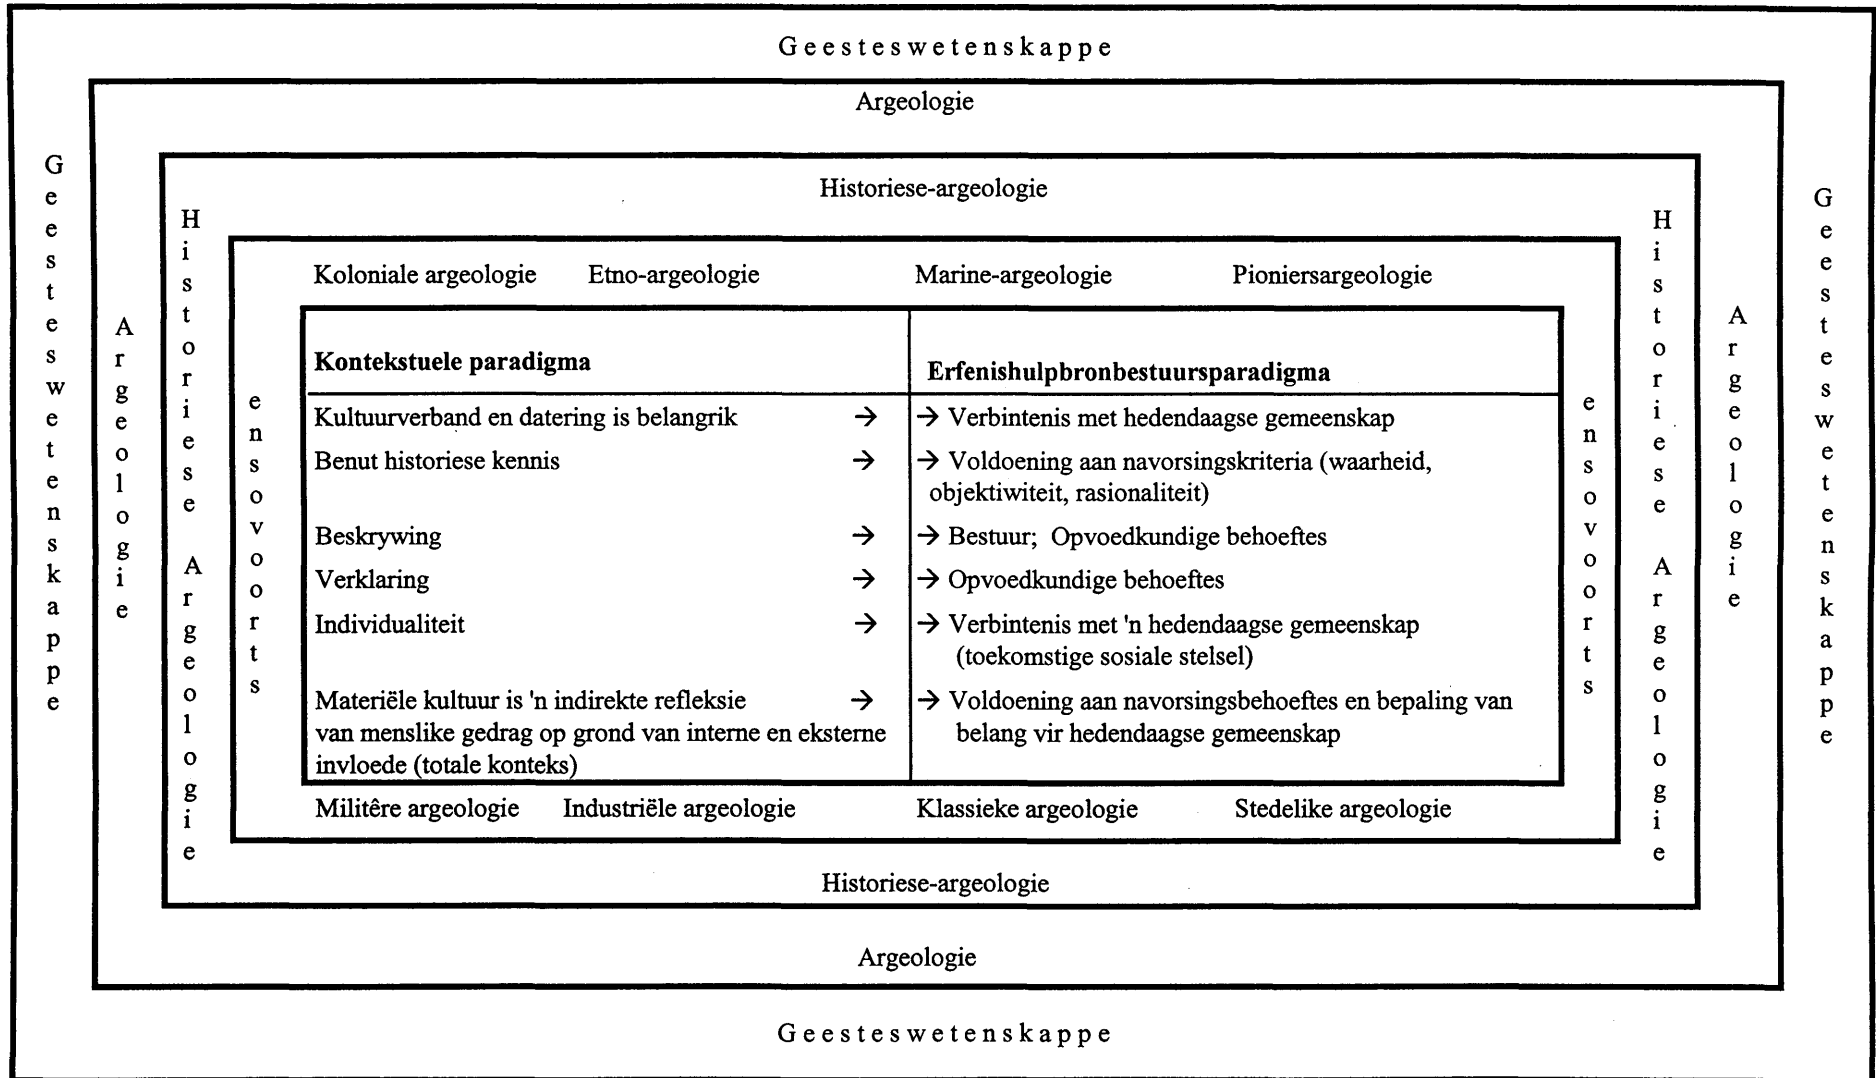 Geesteswetenskappe
Argeologie
Historiese-argeologie
Geesteswetenskappe
Argeologie
Historiese Argeologie
ensovoorts
Koloniale argeologie Etno-argeologie Marine-argeologie Pioniersargeologie
Kontekstuele paradigma
Erfenishulpbronbestuursparadigma
Kultuurverband en datering is belangrik → → Verbintenis met hedendaagse gemeenskap
Benut historiese kennis → → Voldoening aan navorsingskriteria (waarheid,
objektiwiteit, rasionaliteit)
Beskrywing → → Bestuur; Opvoedkundige behoeftes
Verklaring → → Opvoedkundige behoeftes
Individualiteit → → Verbintenis met 'n hedendaagse gemeenskap
(toekomstige sosiale stelsel)
Materiële kultuur is 'n indirekte refleksie → → Voldoening aan navorsingsbehoeftes en bepaling van
van menslike gedrag op grond van interne en eksterne belang vir hedendaagse gemeenskap
invloede (totale konteks)
Militêre argeologie Industriële argeologie Klassieke argeologie Stedelike argeologie
ensovoorts
Historiese Argeologie
Argeologie
Geesteswetenskappe
Historiese-argeologie
Argeologie
Geesteswetenskappe